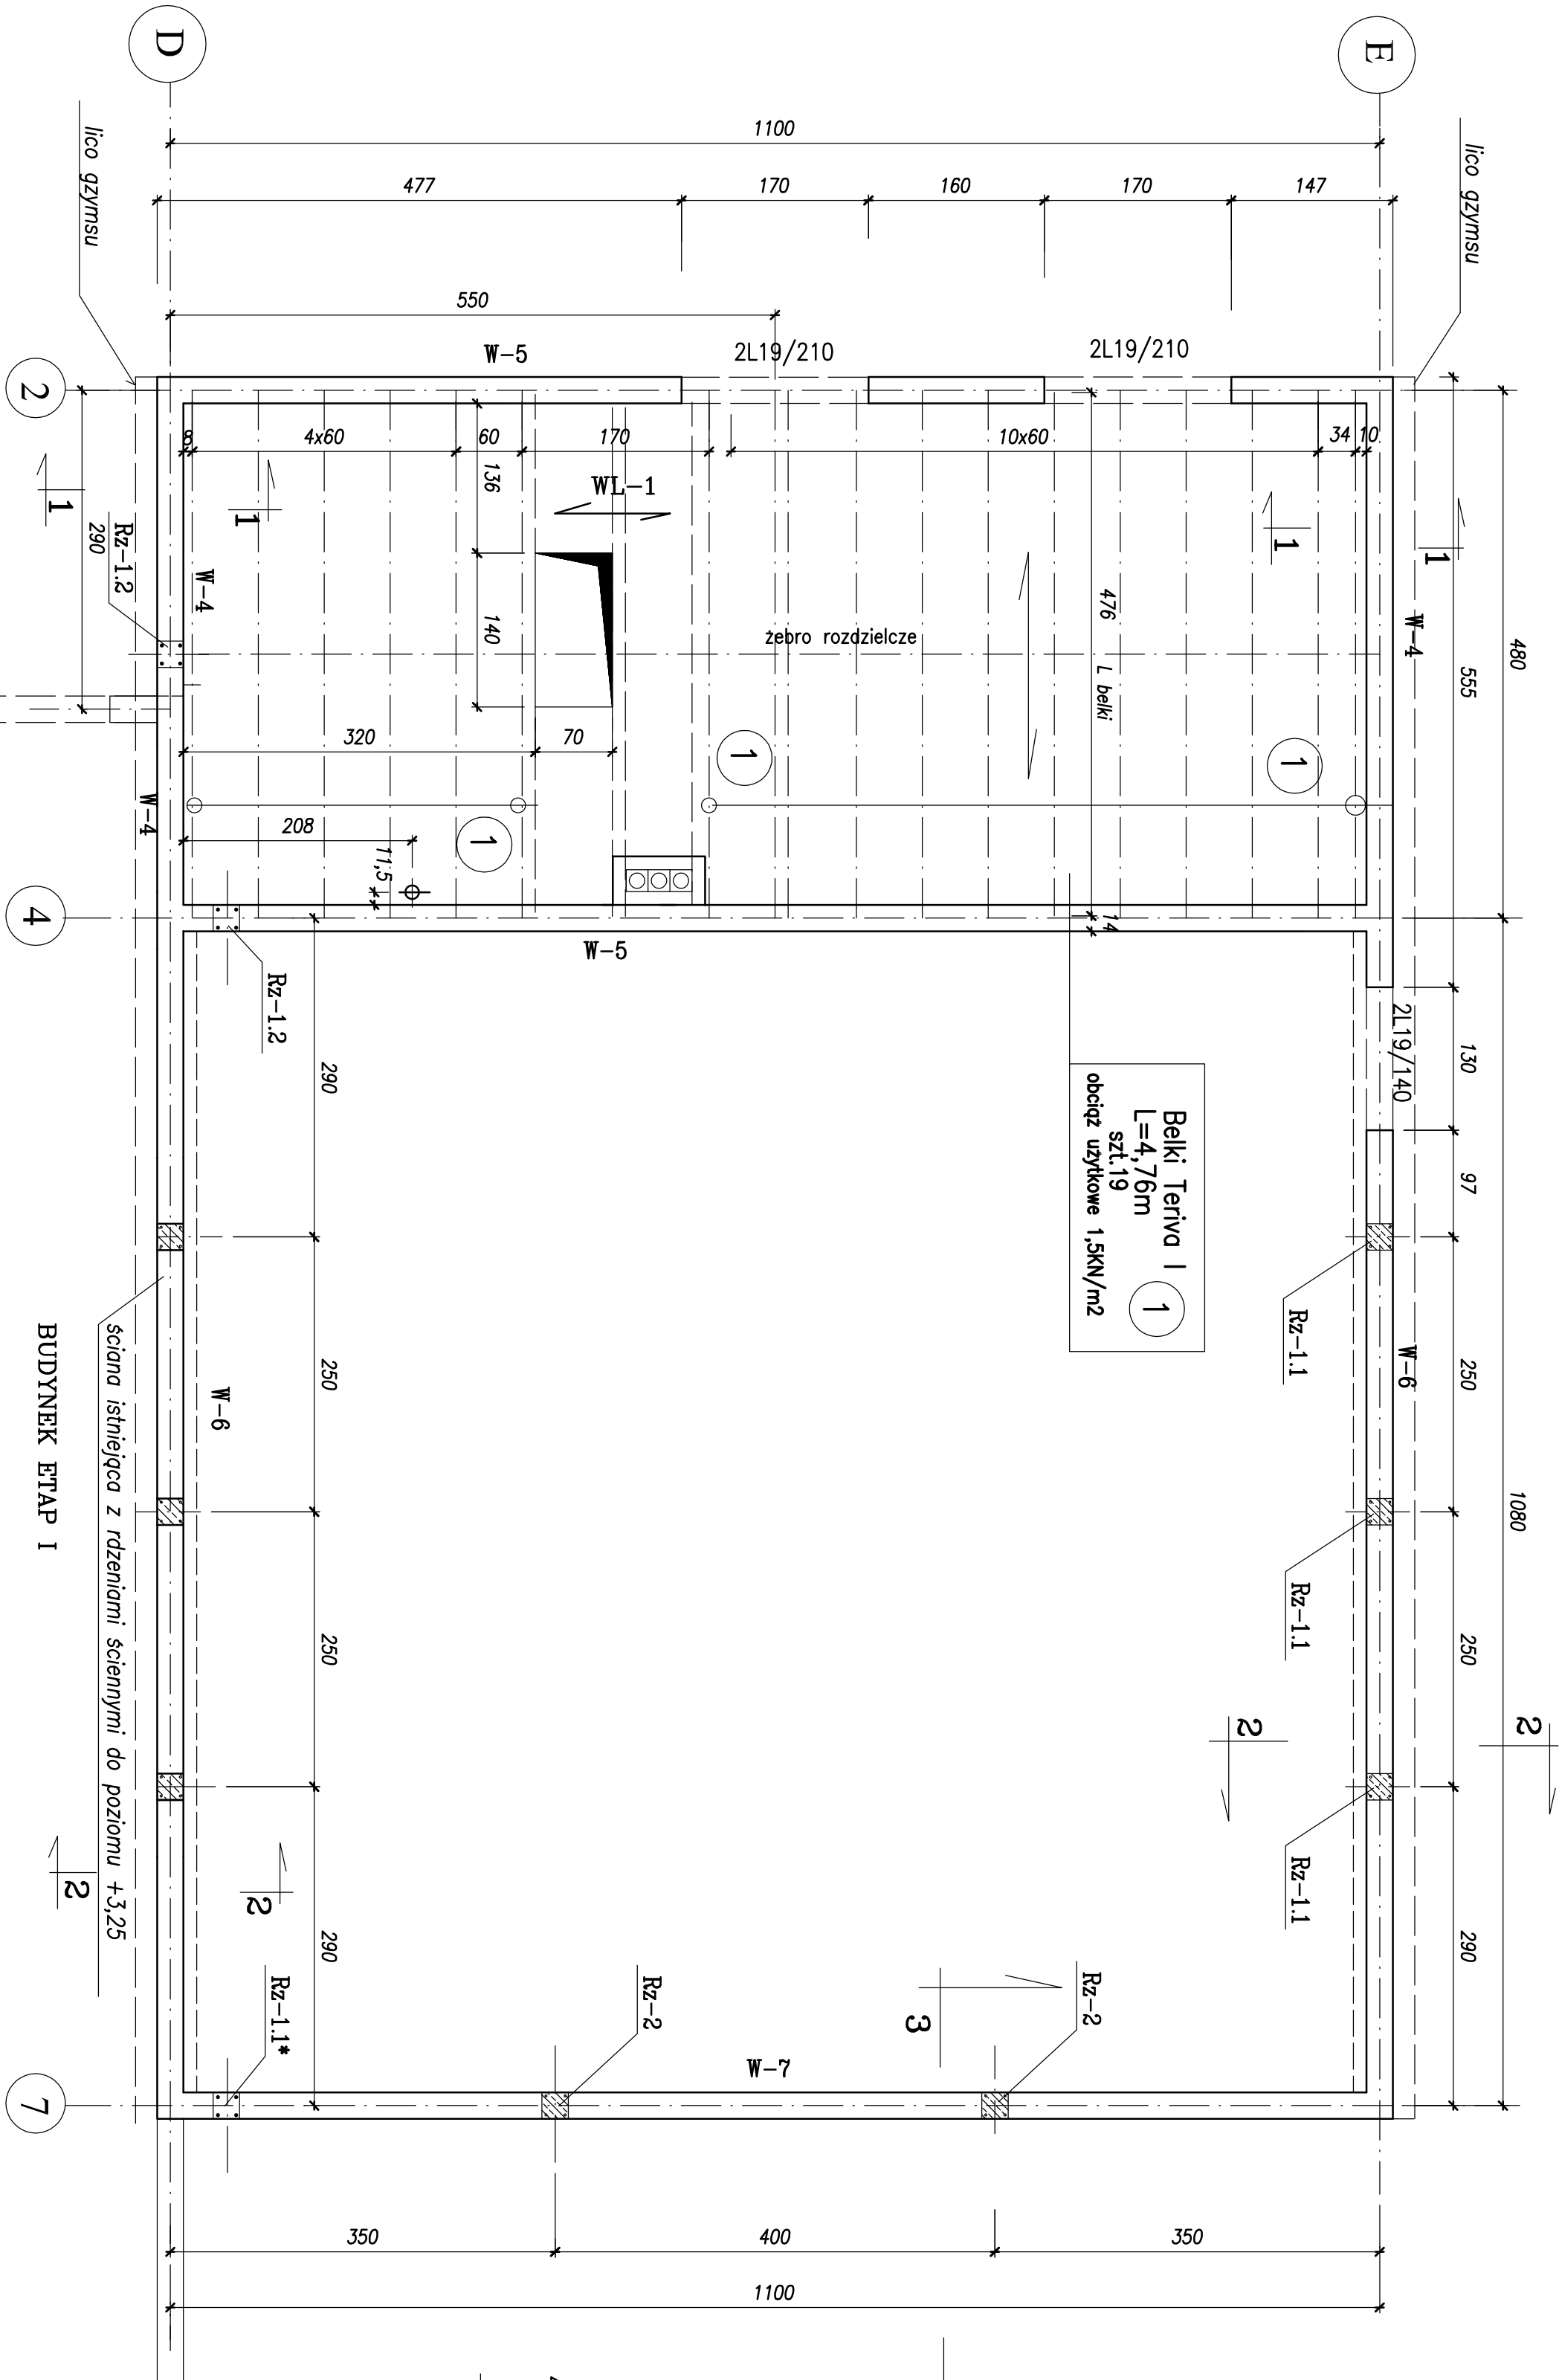 D
E
lico gzymsu
lico gzymsu
1100
477
170
160
170
147
550
W-5
2L19/210
2L19/210
2
8
4x60
60
170
10x60
34
10
136
WL-1
1
1
1
1
Rz-1.2
290
W-4
140
żebro rozdzielcze
476
L belki
W-4
480
555
320
70
1
1
1
W-4
208
11,5
4
14
W-5
Rz-1.2
2L19/140
290
130
97
Belki Teriva I
L=4,76m
szt.19
obciąż użytkowe 1,5KN/m2
1
Rz-1.1
W-6
250
250
W-6
BUDYNEK ETAP I
ściana istniejąca z rdzeniami ściennymi do poziomu +3,25
1080
Rz-1.1
250
250
2
2
Rz-1.1
2
2
290
290
Rz-1.1*
Rz-2
Rz-2
3
W-7
7
350
400
350
1100